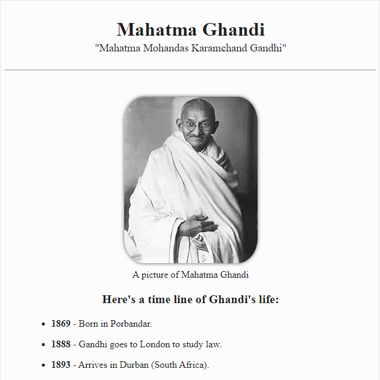 Mahatma Ghandi
"Mahatma Mohandas Karamchand Gandhi"
A picture of Mahatma Ghandi
Here's a time line of Ghandi's life:
• 1869 - Born in Porbandar.
• 1888 - Gandhi goes to London to study law.
• 1893 - Arrives in Durban (South Africa).